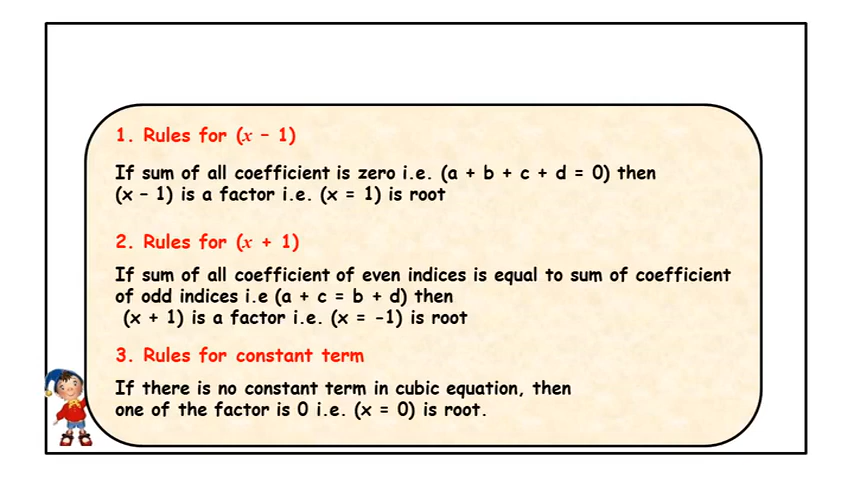 1. Rules for (x – 1)
If sum of all coefficient is zero i.e. (a + b + c + d = 0) then
(x – 1) is a factor i.e. (x = 1) is root
2. Rules for (x + 1)
If sum of all coefficient of even indices is equal to sum of coefficient
of odd indices i.e (a + c = b + d) then
(x + 1) is a factor i.e. (x = -1) is root
3. Rules for constant term
If there is no constant term in cubic equation, then
one of the factor is 0 i.e. (x = 0) is root.